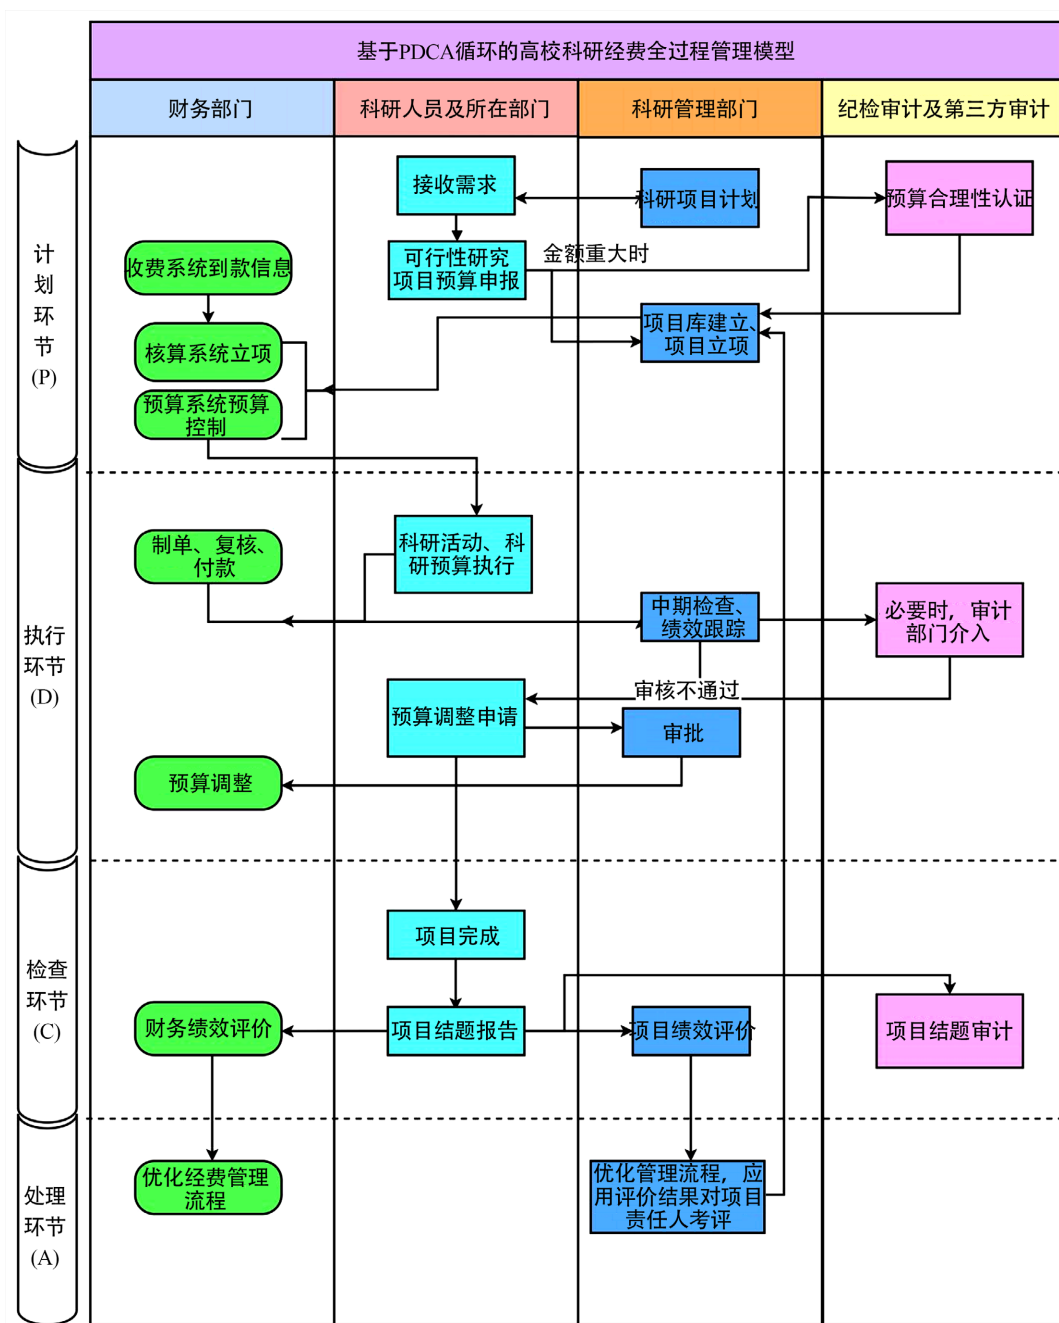 基于PDCA循环的高校科研经费全过程管理模型
财务部门
科研人员及所在部门
科研管理部门
纪检审计及第三方审计
计
划
环
节
(P)
接收需求
科研项目计划
预算合理性认证
收费系统到款信息
可行性研究
项目预算申报
金额重大时
核算系统立项
项目库建立、
项目立项
预算系统预算
控制
执行
环节
(D)
制单、复核、
付款
科研活动、科
研预算执行
中期检查、
绩效跟踪
必要时，审计
部门介入
审核不通过
预算调整申请
审批
预算调整
检查
环节
(C)
项目完成
财务绩效评价
项目结题报告
项目绩效评价
项目结题审计
处理
环节
(A)
优化经费管理
流程
优化管理流程，应
用评价结果对项目
责任人考评